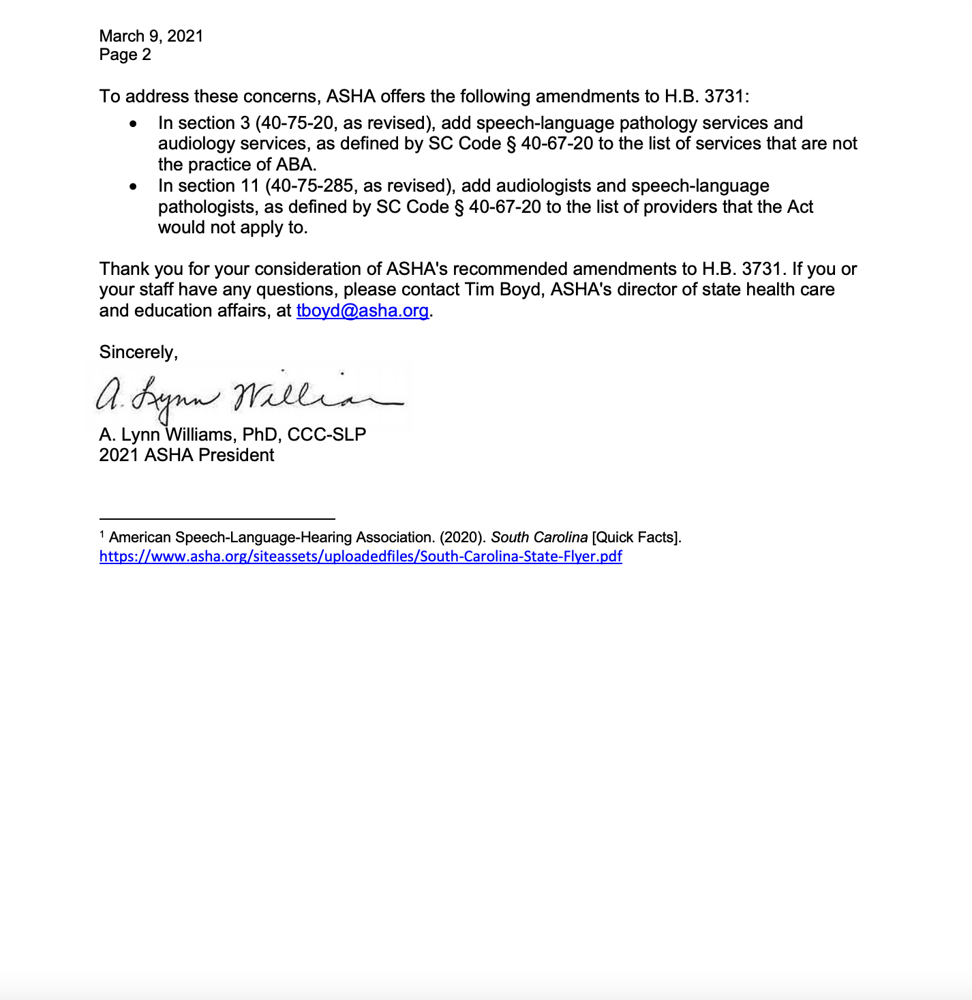 March 9, 2021
Page 2
To address these concerns, ASHA offers the following amendments to H.B. 3731:
• In section 3 (40-75-20, as revised), add speech-language pathology services and
audiology services, as defined by SC Code § 40-67-20 to the list of services that are not
the practice of ABA.
• In section 11 (40-75-285, as revised), add audiologists and speech-language
pathologists, as defined by SC Code § 40-67-20 to the list of providers that the Act
would not apply to.
Thank you for your consideration of ASHA's recommended amendments to H.B. 3731. If you or
your staff have any questions, please contact Tim Boyd, ASHA's director of state health care
and education affairs, at tboyd@asha.org.
Sincerely,
A. Lynn Williams
A. Lynn Williams, PhD, CCC-SLP
2021 ASHA President
¹ American Speech-Language-Hearing Association. (2020). South Carolina [Quick Facts].
https://www.asha.org/siteassets/uploadedfiles/South-Carolina-State-Flyer.pdf